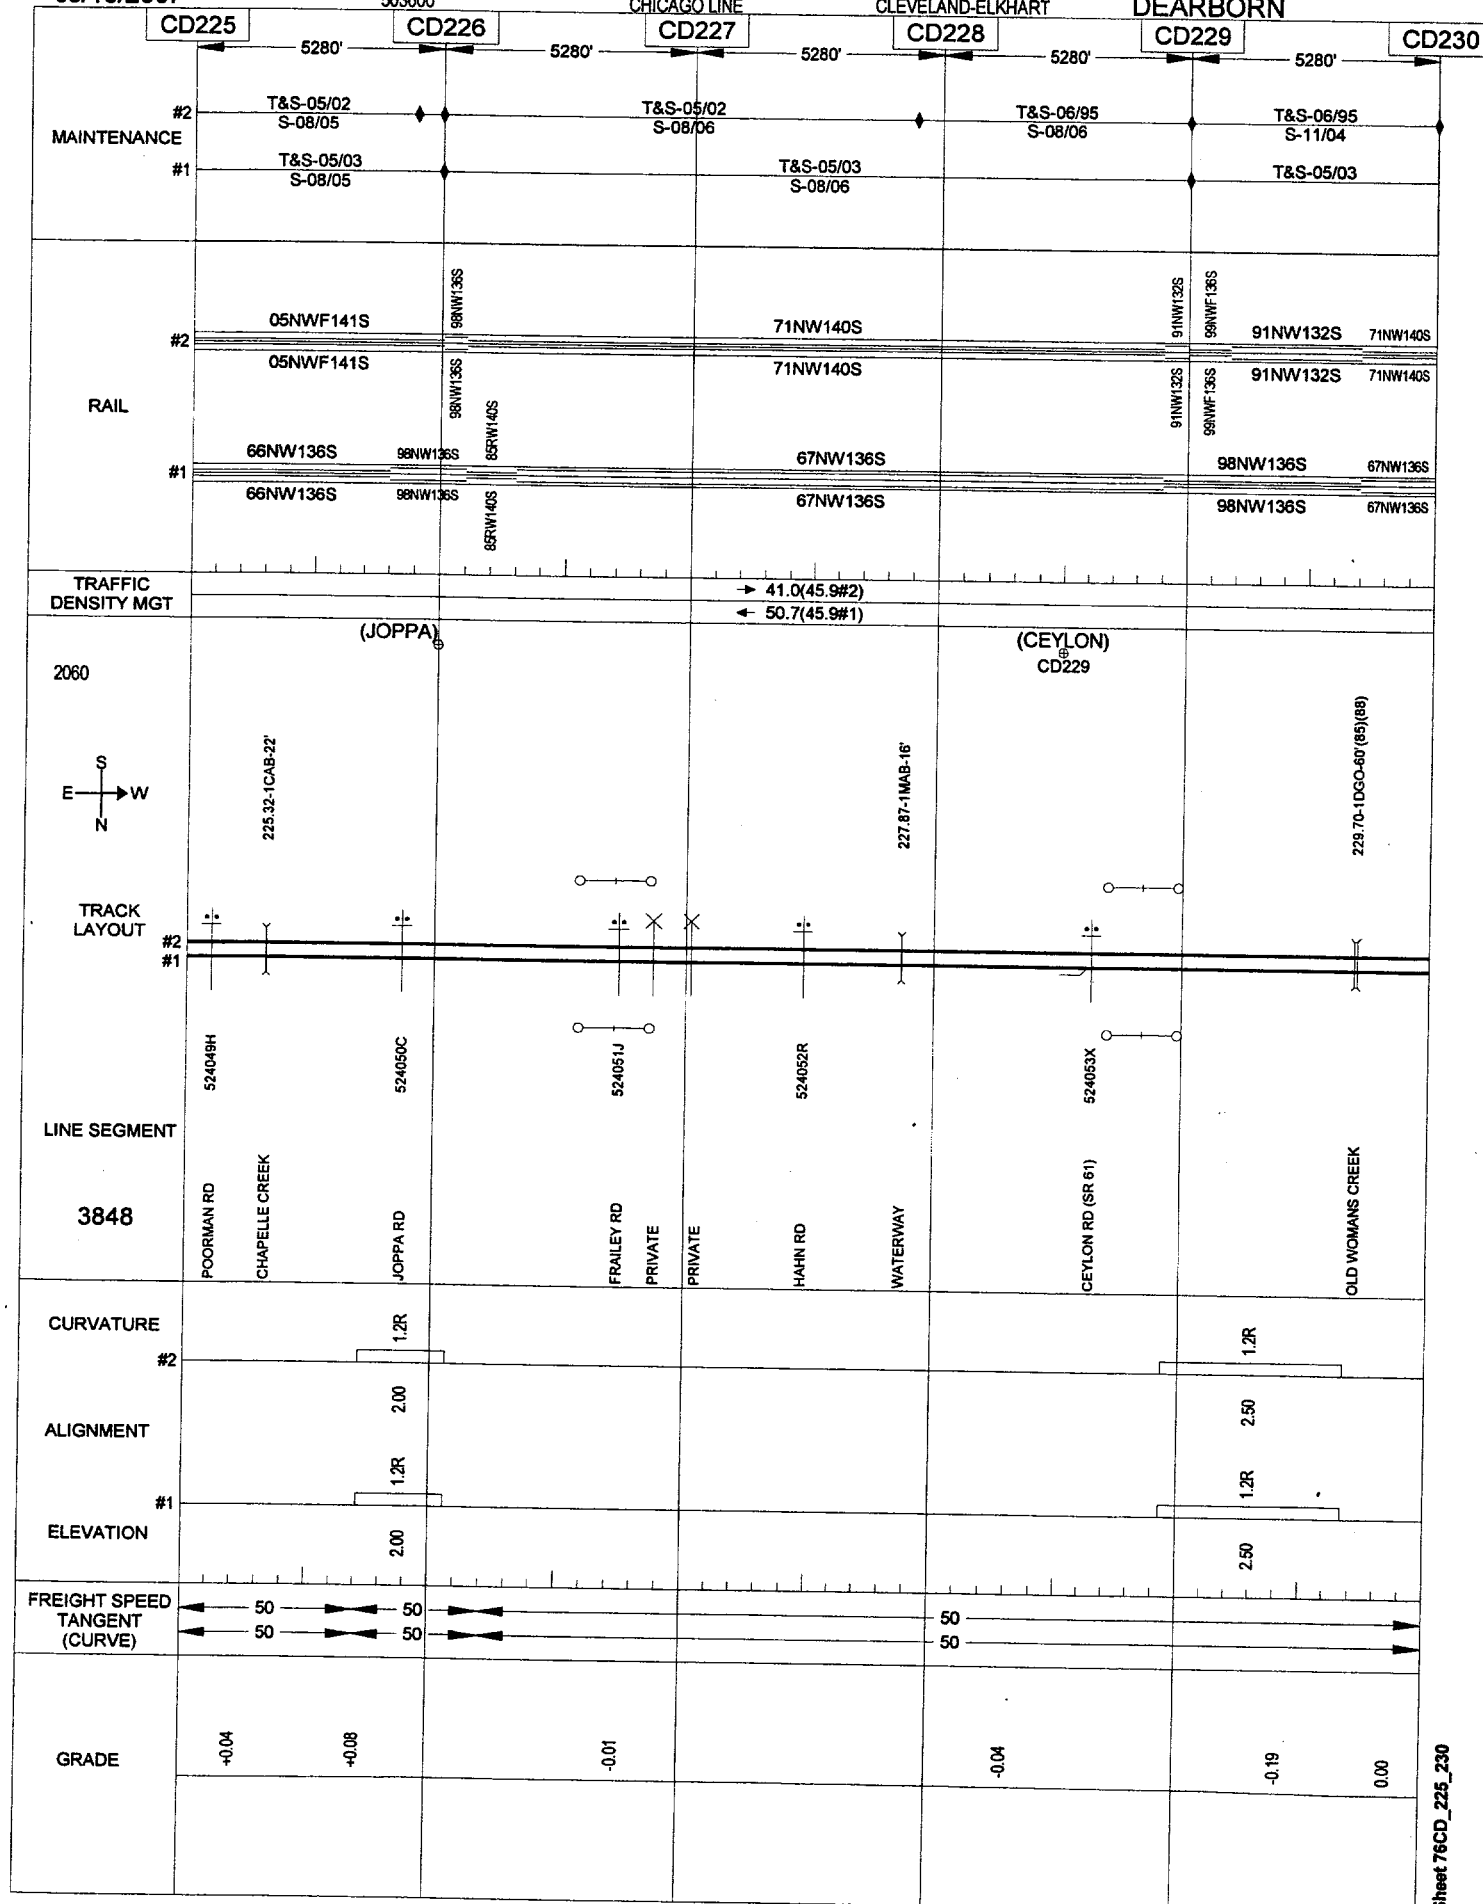 CHICAGO LINE
CLEVELAND-ELKHART
DEARBORN
CD225
CD226
CD227
CD228
CD229
CD230
5280'
5280'
5280'
5280'
5280'
MAINTENANCE
#2
T&S-05/02
S-08/05
T&S-05/02
S-08/06
T&S-06/95
S-08/06
T&S-06/95
S-11/04
#1
T&S-05/03
S-08/05
T&S-05/03
S-08/06
T&S-05/03
RAIL
#2
05NWF141S
98NW136S
71NW140S
91NW132S
99NWF136S
91NW132S
71NW140S
05NWF141S
98NW136S
71NW140S
91NW132S
99NWF136S
91NW132S
71NW140S
#1
66NW136S
98NW136S
85RW140S
67NW136S
98NW136S
67NW136S
66NW136S
98NW136S
85RW140S
67NW136S
98NW136S
67NW136S
TRAFFIC
DENSITY MGT
41.0(45.9#2)
50.7(45.9#1)
(JOPPA)
(CEYLON)
CD229
2060
S
E
W
N
225.32-1CAB-22'
227.87-1MAB-16'
229.70-1DGO-60'(85)(88)
TRACK
LAYOUT
#2
#1
524049H
524050C
524051J
524052R
524053X
LINE SEGMENT
3848
POORMAN RD
CHAPELLE CREEK
JOPPA RD
FRAILEY RD
PRIVATE
PRIVATE
HAHN RD
WATERWAY
CEYLON RD (SR 61)
OLD WOMANS CREEK
CURVATURE
#2
1.2R
1.2R
2.00
2.50
ALIGNMENT
#1
1.2R
1.2R
ELEVATION
2.00
2.50
FREIGHT SPEED
TANGENT
(CURVE)
50
50
50
50
50
50
GRADE
+0.04
+0.08
-0.01
-0.04
-0.19
0.00
76CD_225_230